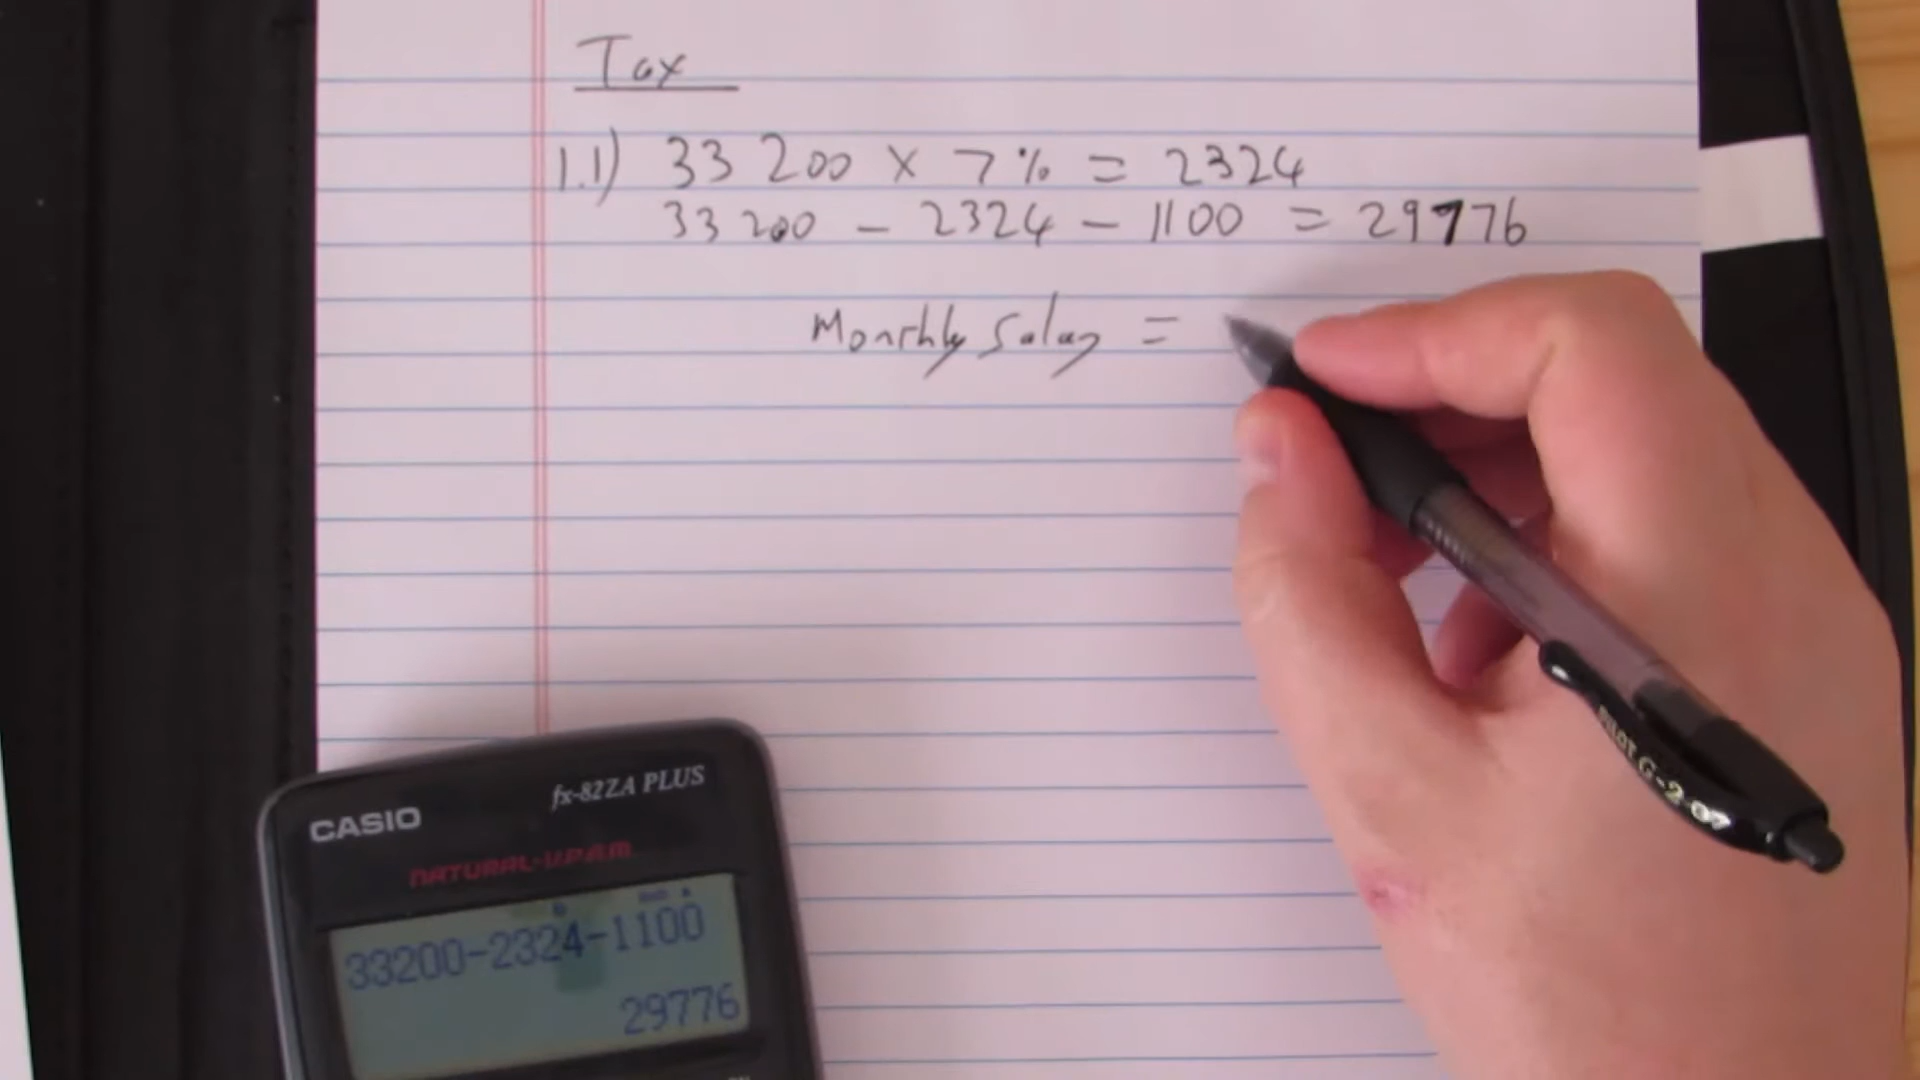 Tax
1.1) 33 200 x 7% = 2324
33 200 - 2324 - 1100 = 29776
Monthly Salary =
CASIO
fx-82ZA PLUS
NATURAL-V.P.A.M.
33200-2324-1100
29776
PILOT G-2 07